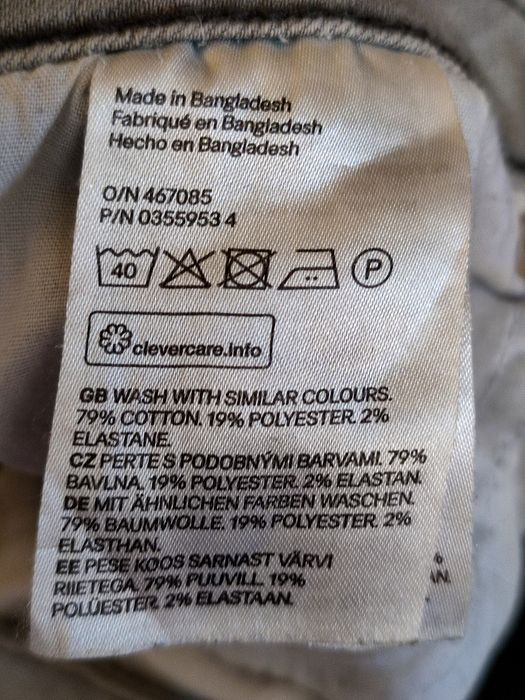 Made in Bangladesh
Fabriqué en Bangladesh
Hecho en Bangladesh
O/N 467085
P/N 0355953 4
40 P
clevercare.info
GB WASH WITH SIMILAR COLOURS.
79% COTTON. 19% POLYESTER. 2%
ELASTANE.
CZ PERTE S PODOBNÝMI BARVAMI. 79%
BAVLNA. 19% POLYESTER. 2% ELASTAN.
DE MIT ÄHNLICHEN FARBEN WASCHEN.
79% BAUMWOLLE. 19% POLYESTER. 2%
ELASTHAN.
EE PESE KOOS SARNAST VÄRVI
RIIETEGA. 79% PUUVILL. 19%
POLÜESTER. 2% ELASTAAN.